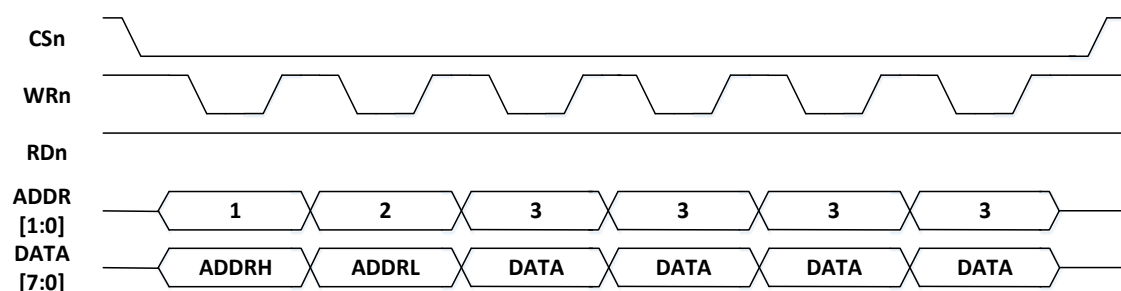 CSn
WRn
RDn
ADDR
[1:0]
1 2 3 3 3 3
DATA
[7:0]
ADDRH ADDRL DATA DATA DATA DATA